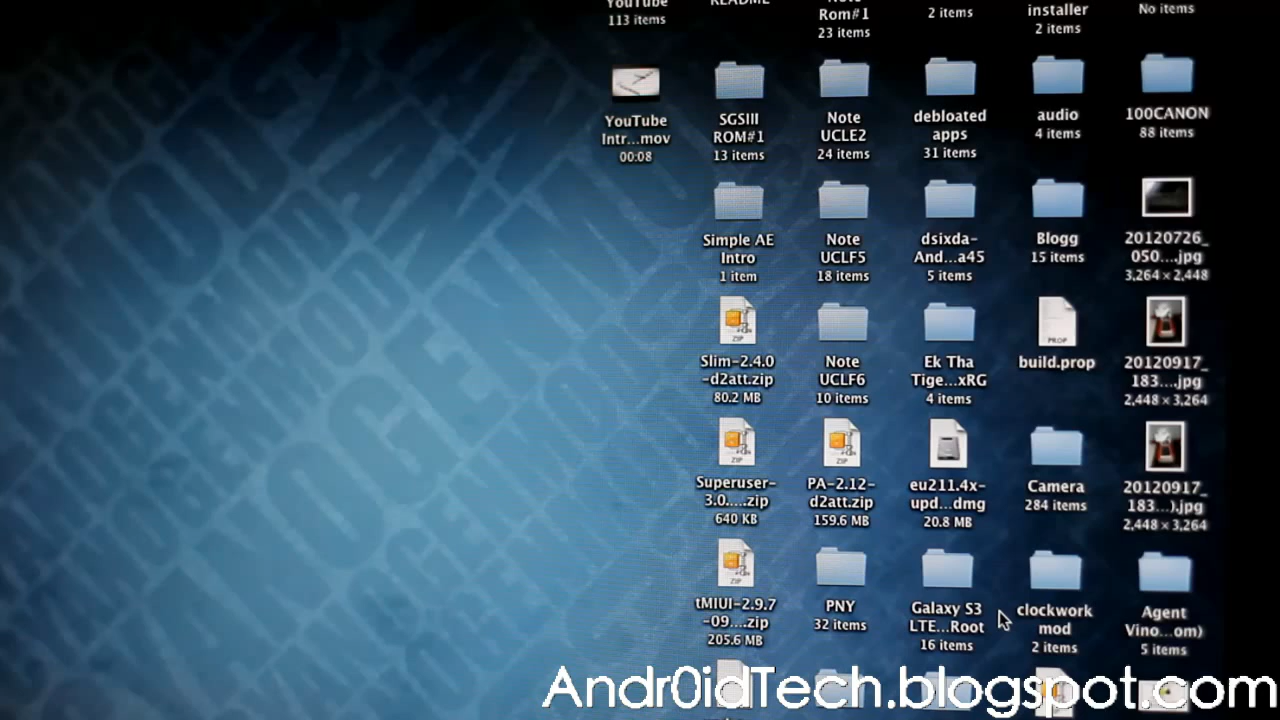 YouTube
113 items
README
Note
Rom#1
23 items
2 items
installer
2 items
No items
YouTube
Intr...mov
00:08
SGSIII
ROM#1
13 items
Note
UCLE2
24 items
debloated
apps
31 items
audio
4 items
100CANON
88 items
Simple AE
Intro
1 item
Note
UCLF5
18 items
dsixda-
And...a45
5 items
Blogg
15 items
20120726_
050....jpg
3,264 × 2,448
ZIP
Slim-2.4.0
-d2att.zip
80.2 MB
Note
UCLF6
10 items
Ek Tha
Tige...xRG
4 items
PROP
build.prop
20120917_
183....jpg
2,448 × 3,264
ZIP
Superuser-
3.0.....zip
640 KB
ZIP
PA-2.12-
d2att.zip
159.6 MB
eu211.4x-
upd...dmg
20.8 MB
Camera
284 items
20120917_
183...).jpg
2,448 × 3,264
ZIP
tMIUI-2.9.7
-09....zip
205.6 MB
PNY
32 items
Galaxy S3
LTE...Root
16 items
clockwork
mod
2 items
Agent
Vino...om)
5 items
Andr0idTech.blogspot.com